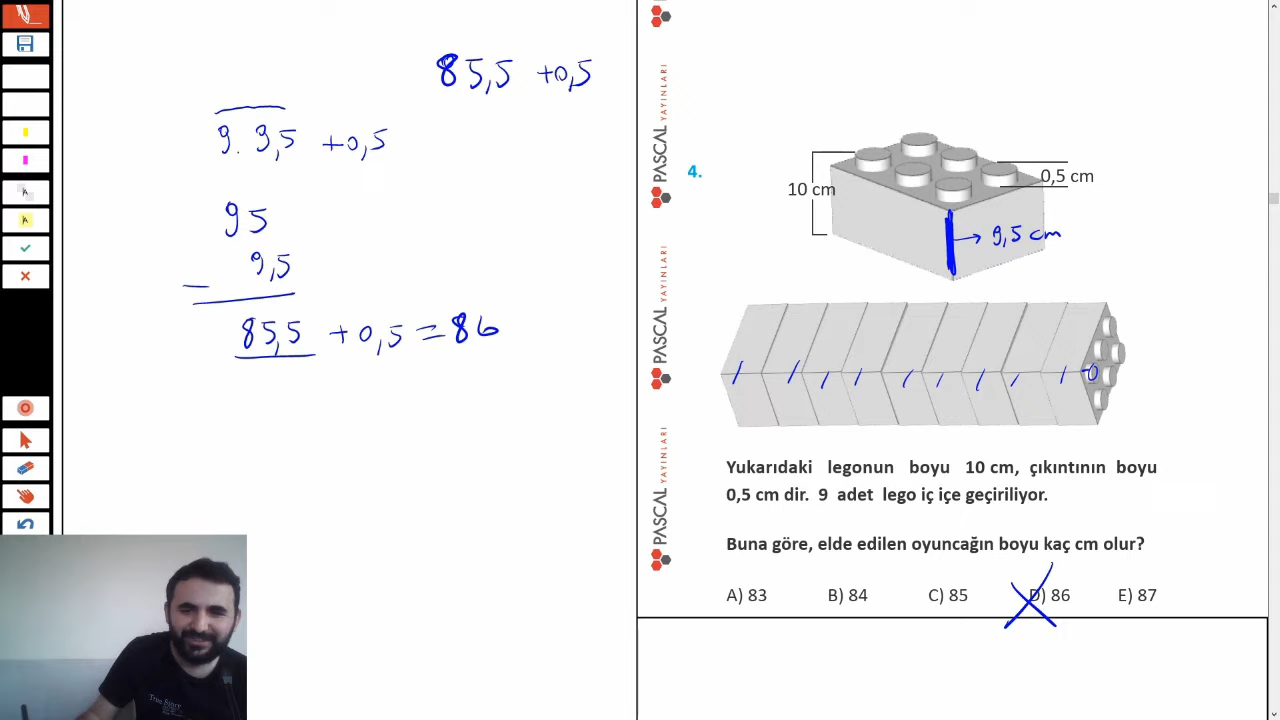 85,5 +0,5
9.9,5 +0,5
95
9,5
−
85,5 + 0,5 = 86
PASCAL YAYINLARI
PASCAL YAYINLARI
PASCAL YAYINLARI
4.
10 cm
0,5 cm
→ 9,5 cm
Yukarıdaki legonun boyu 10 cm, çıkıntının boyu
0,5 cm dir. 9 adet lego iç içe geçiriliyor.
Buna göre, elde edilen oyuncağın boyu kaç cm olur?
A) 83 B) 84 C) 85 D) 86 E) 87